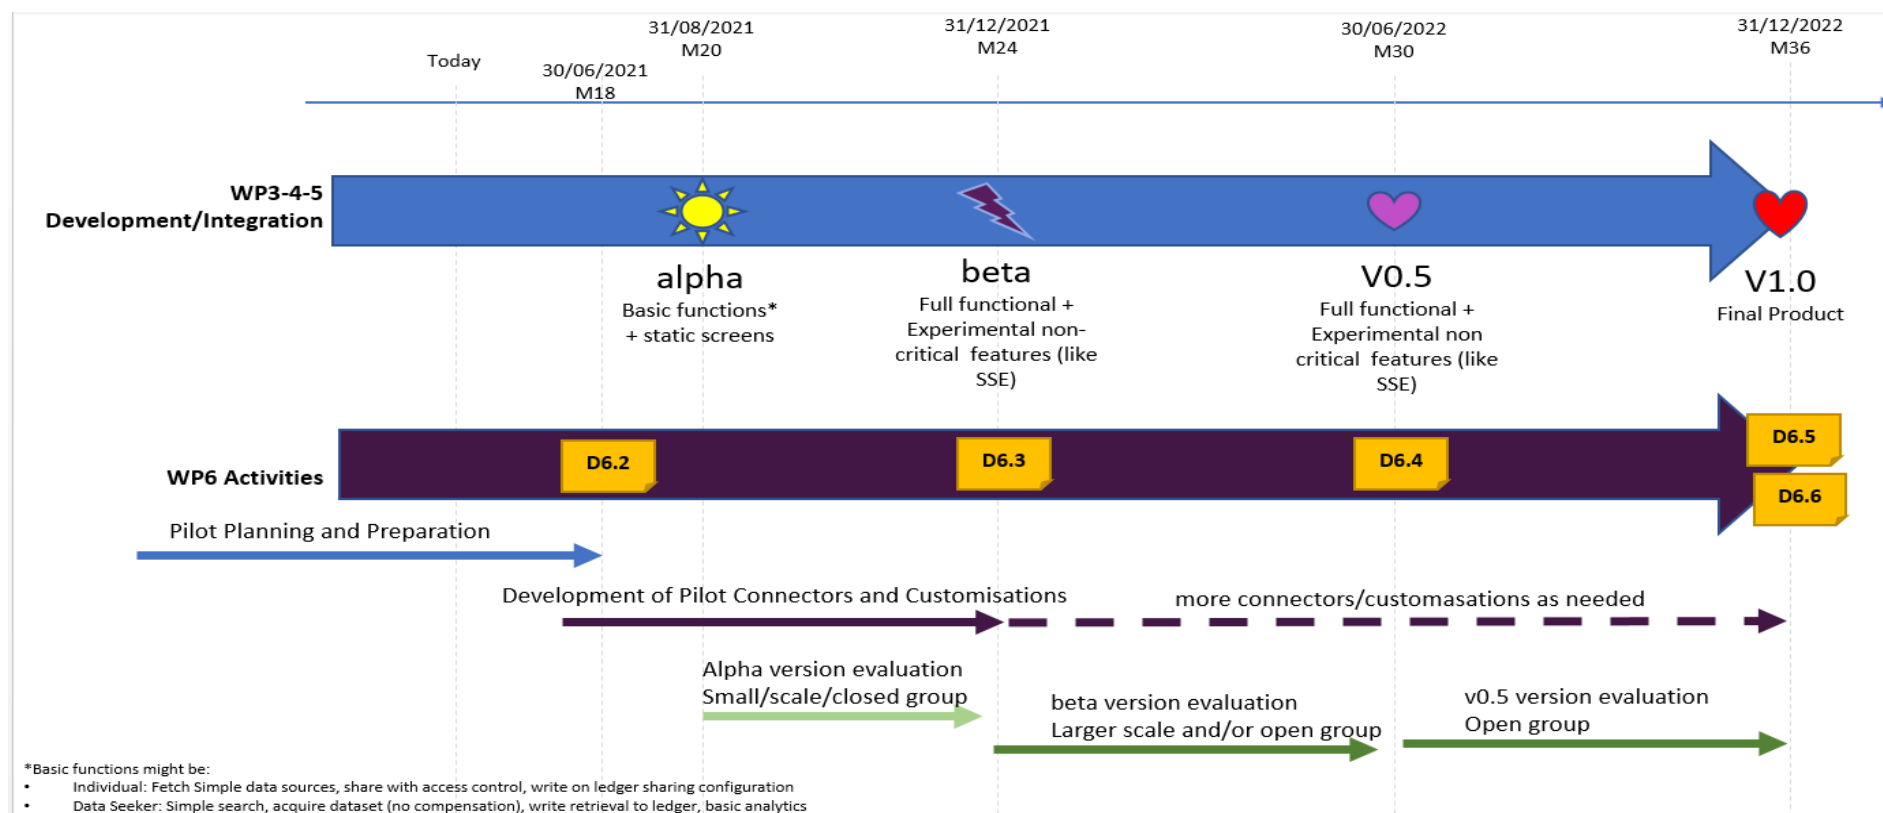 31/08/2021
M20
31/12/2021
M24
30/06/2022
M30
31/12/2022
M36
Today
30/06/2021
M18
WP3-4-5
Development/Integration
alpha
Basic functions*
+ static screens
beta
Full functional +
Experimental non-
critical features (like
SSE)
V0.5
Full functional +
Experimental non
critical features (like
SSE)
V1.0
Final Product
WP6 Activities
D6.2
D6.3
D6.4
D6.5
D6.6
Pilot Planning and Preparation
Development of Pilot Connectors and Customisations
more connectors/customasations as needed
Alpha version evaluation
Small/scale/closed group
beta version evaluation
Larger scale and/or open group
v0.5 version evaluation
Open group
*Basic functions might be:
• Individual: Fetch Simple data sources, share with access control, write on ledger sharing configuration
• Data Seeker: Simple search, acquire dataset (no compensation), write retrieval to ledger, basic analytics